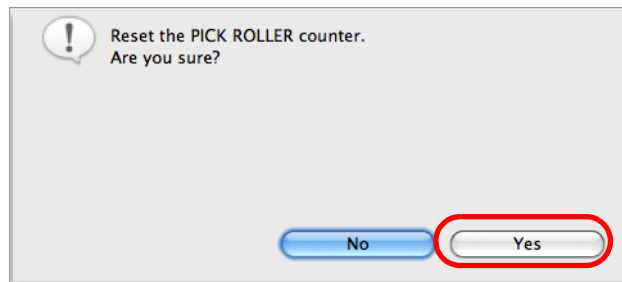 Reset the PICK ROLLER counter.
Are you sure?
No
Yes